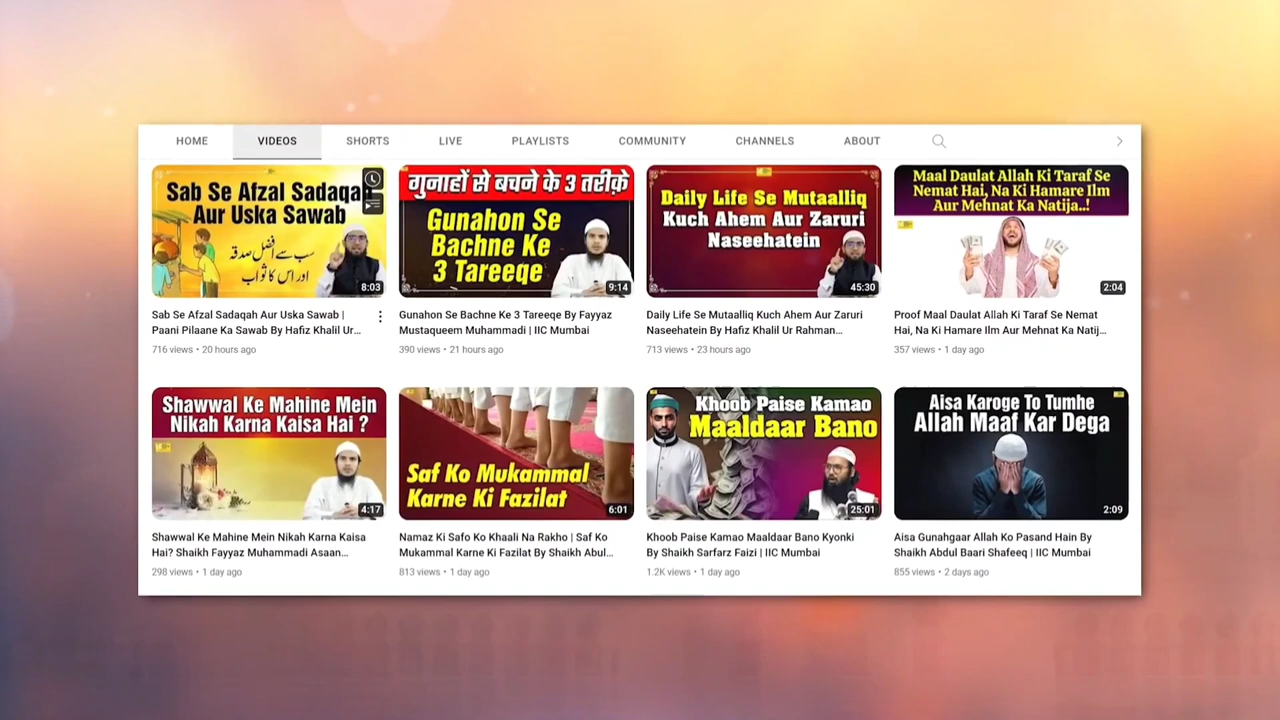 HOME VIDEOS SHORTS LIVE PLAYLISTS COMMUNITY CHANNELS ABOUT
Sab Se Afzal Sadaqah
Aur Uska Sawab
سب سے افضل صدقہ
اور اس کا ثواب
8:03
गुनाहों से बचने के 3 तरीक़े
Gunahon Se
Bachne Ke
3 Tareeqe
9:14
Daily Life Se Mutaalliq
Kuch Ahem Aur Zaruri
Naseehatein
45:30
Maal Daulat Allah Ki Taraf Se
Nemat Hai, Na Ki Hamare Ilm
Aur Mehnat Ka Natija..!
2:04
Sab Se Afzal Sadaqah Aur Uska Sawab |
Paani Pilaane Ka Sawab By Hafiz Khalil Ur...
716 views • 20 hours ago
Gunahon Se Bachne Ke 3 Tareeqe By Fayyaz
Mustaqueem Muhammadi | IIC Mumbai
390 views • 21 hours ago
Daily Life Se Mutaalliq Kuch Ahem Aur Zaruri
Naseehatein By Hafiz Khalil Ur Rahman...
713 views • 23 hours ago
Proof Maal Daulat Allah Ki Taraf Se Nemat
Hai, Na Ki Hamare Ilm Aur Mehnat Ka Natij...
357 views • 1 day ago
Shawwal Ke Mahine Mein
Nikah Karna Kaisa Hai ?
4:17
Saf Ko Mukammal
Karne Ki Fazilat
6:01
Khoob Paise Kamao
Maaldaar Bano
25:01
Aisa Karoge To Tumhe
Allah Maaf Kar Dega
2:09
Shawwal Ke Mahine Mein Nikah Karna Kaisa
Hai? Shaikh Fayyaz Muhammadi Asaan...
298 views • 1 day ago
Namaz Ki Safo Ko Khaali Na Rakho | Saf Ko
Mukammal Karne Ki Fazilat By Shaikh Abul...
813 views • 1 day ago
Khoob Paise Kamao Maaldaar Bano Kyonki
By Shaikh Sarfarz Faizi | IIC Mumbai
1.2K views • 1 day ago
Aisa Gunahgaar Allah Ko Pasand Hain By
Shaikh Abdul Baari Shafeeq | IIC Mumbai
855 views • 2 days ago